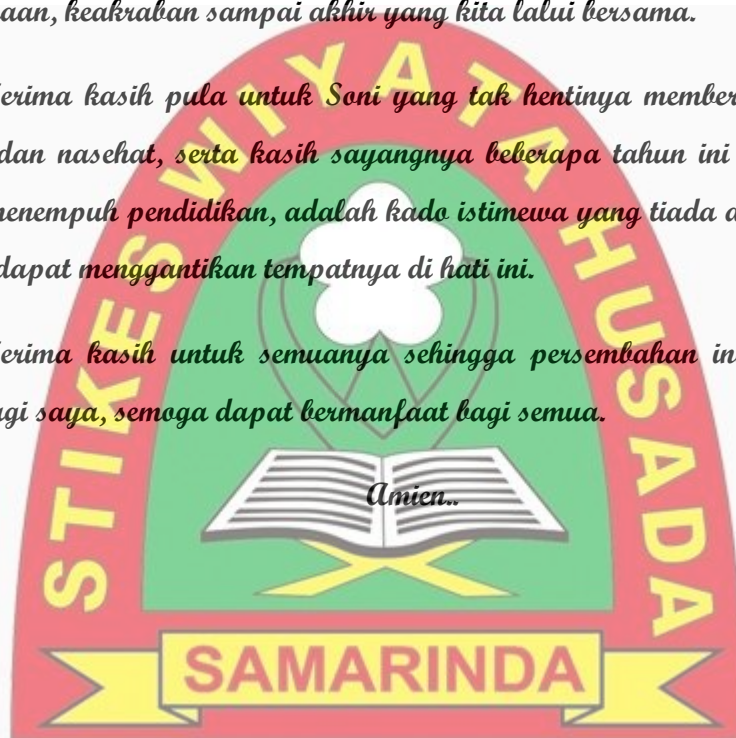 aan, keakraban sampai akhir yang kita lalui bersama.
erima kasih pula untuk Soni yang tak hentinya member
dan nasehat, serta kasih sayangnya beberapa tahun ini
nenempuh pendidikan, adalah kado istimewa yang tiada a
dapat menggantikan tempatnya di hati ini.
erima kasih untuk semuanya sehingga persembahan in
gi saya, semoga dapat bermanfaat bagi semua.
Amien..
STIKES WIYATA HUSADA
SAMARINDA